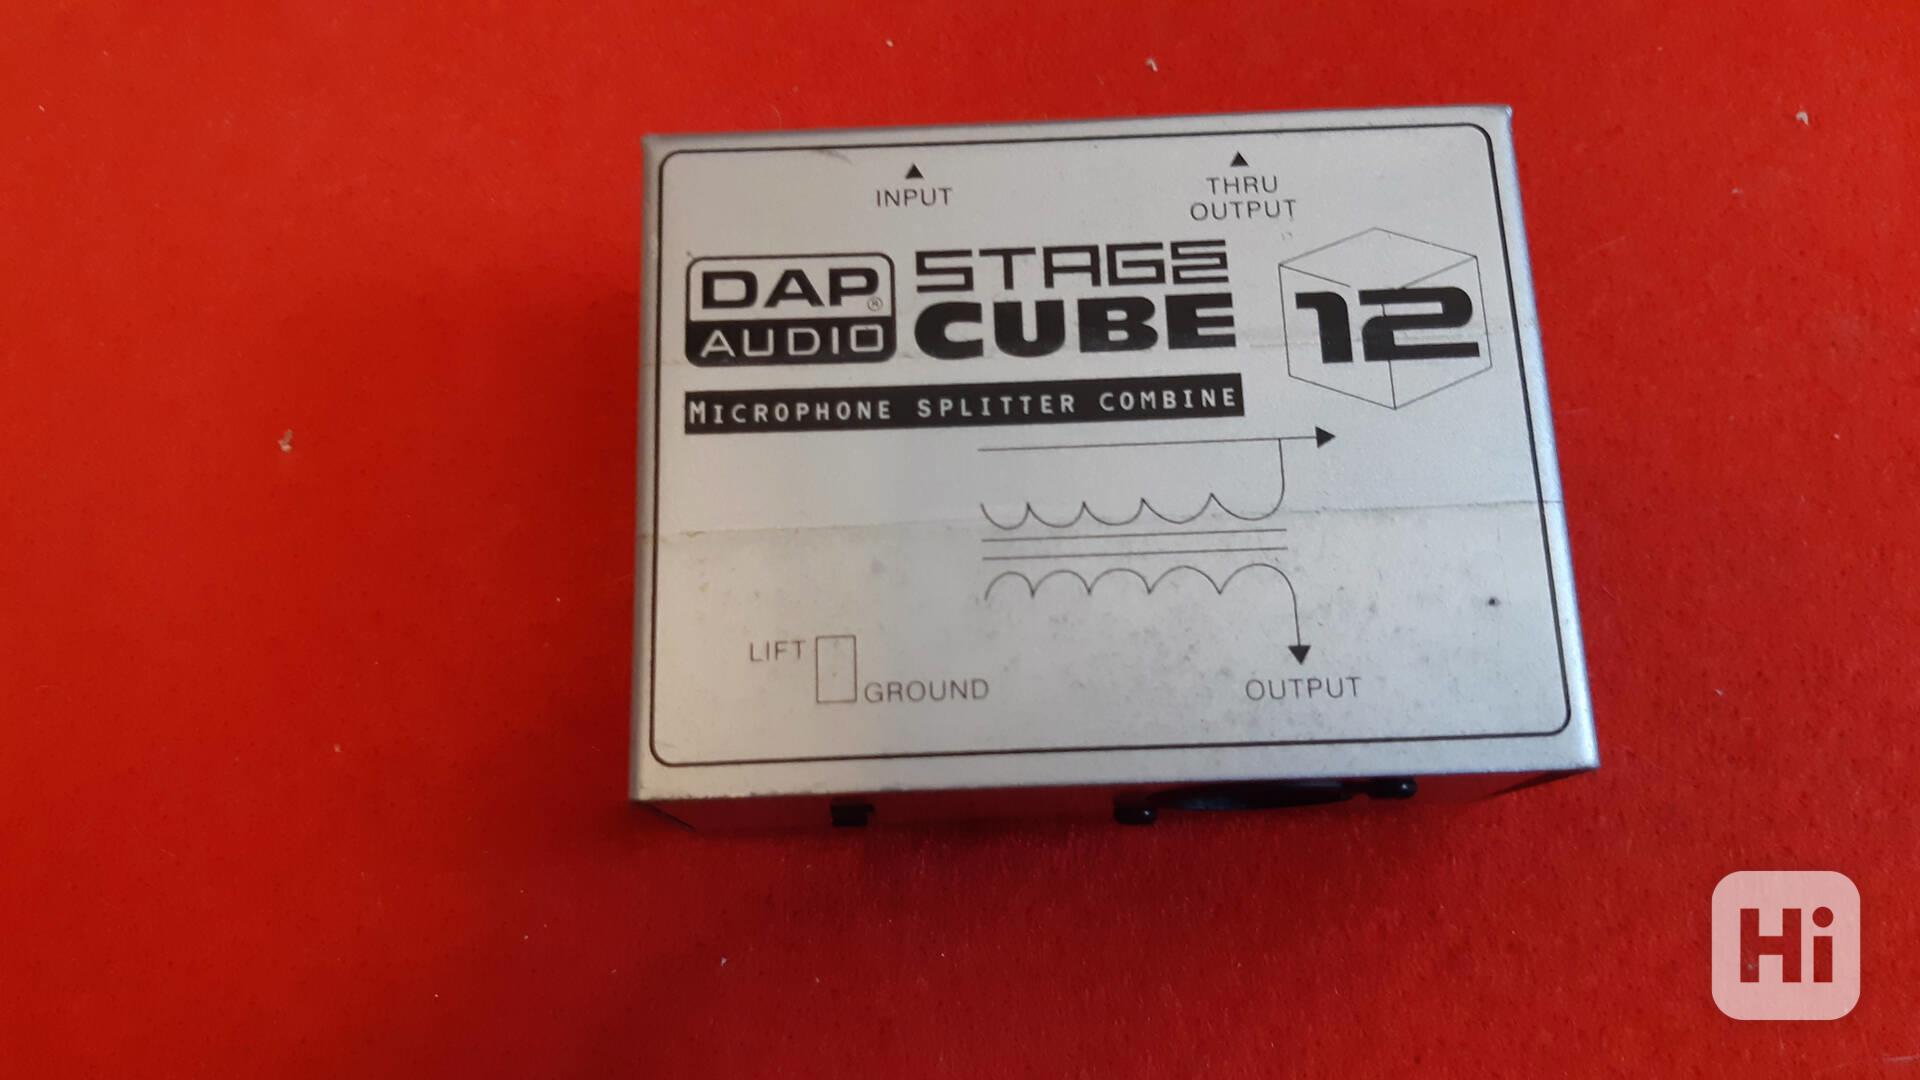 INPUT
THRU
OUTPUT
DAP®
AUDIO
STAGE
CUBE
12
MICROPHONE SPLITTER COMBINE
LIFT
GROUND
OUTPUT
Hi